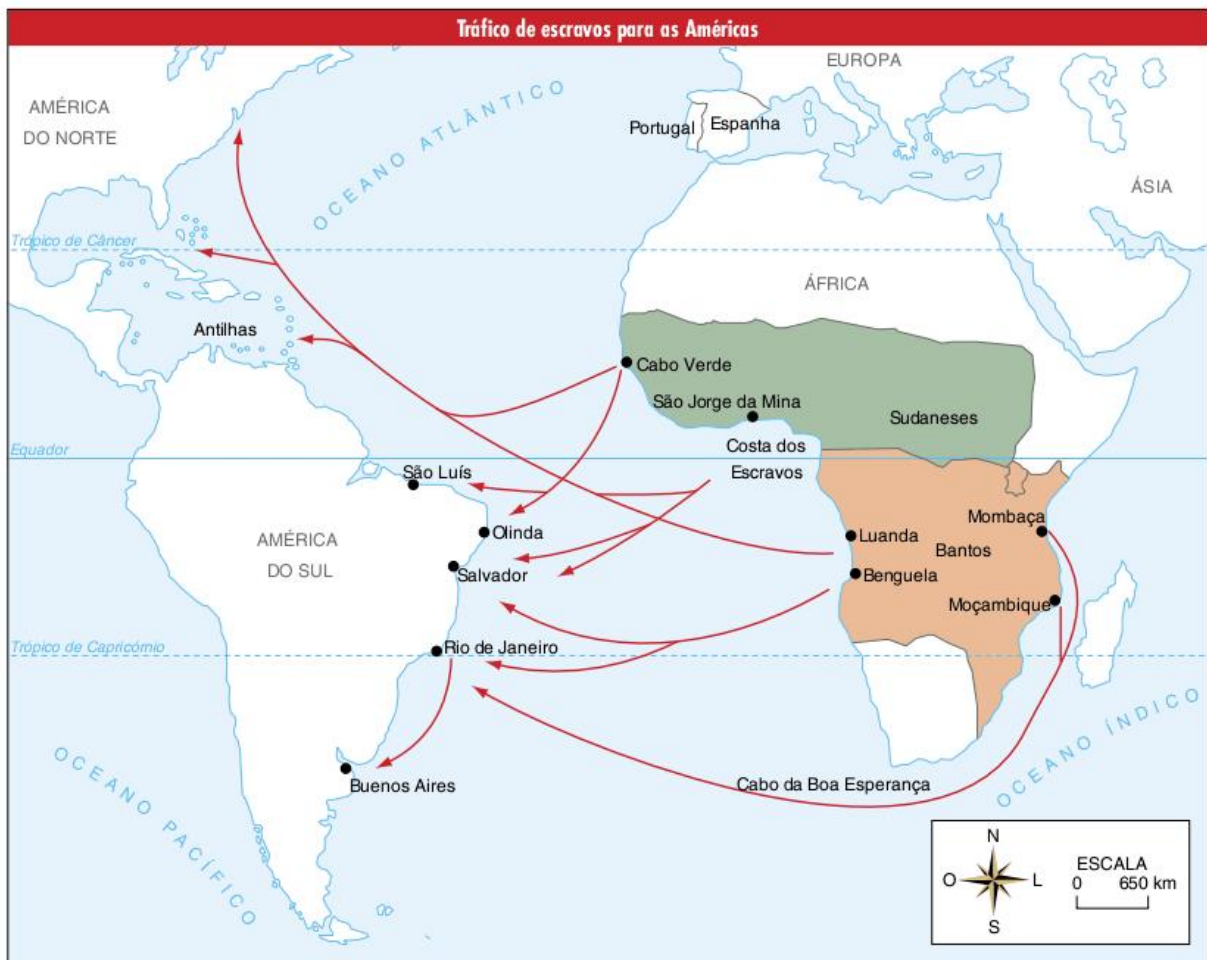 Tráfico de escravos para as Américas
EUROPA
AMÉRICA
DO NORTE
OCEANO ATLÂNTICO
Portugal
Espanha
ÁSIA
Trópico de Câncer
ÁFRICA
Antilhas
Cabo Verde
São Jorge da Mina
Sudaneses
Equador
Costa dos
Escravos
São Luís
Mombaça
Olinda
Luanda
Bantos
AMÉRICA
DO SUL
Salvador
Benguela
Moçambique
Trópico de Capricórnio
Rio de Janeiro
OCEANO ÍNDICO
OCEANO PACÍFICO
Buenos Aires
Cabo da Boa Esperança
N
O
L
S
ESCALA
0 650 km